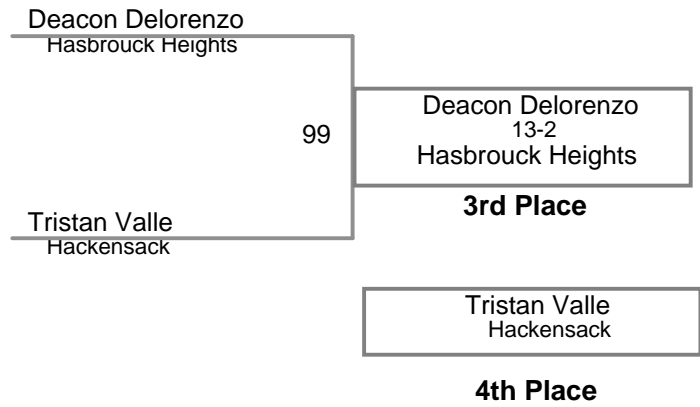 Deacon Delorenzo
Hasbrouck Heights
99
Deacon Delorenzo
13-2
Hasbrouck Heights
3rd Place
Tristan Valle
Hackensack
Tristan Valle
Hackensack
4th Place